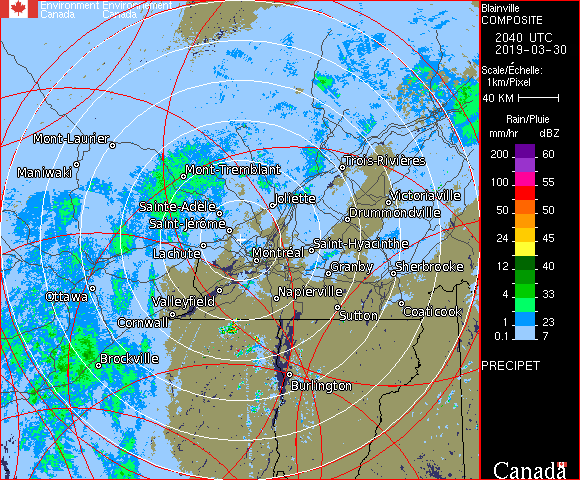 Environment Environnement
Canada Canada
Blainville
COMPOSITE
2040 UTC
2019-03-30
Scale/Échelle:
1km/Pixel
40 KM
Rain/Pluie
mm/hr dBZ
200 60
100 55
50 50
24 45
12 40
4 33
1 23
0.1 7
PRECIPET
Canada
Mont-Laurier
Maniwaki
Mont-Tremblant
Trois-Rivières
Sainte-Adele
Joliette
Victoriaville
Drummondville
Saint-Jérôme
Lachute
Montréal
Saint-Hyacinthe
Granby
Sherbrooke
Ottawa
Valleyfield
Napierville
Coaticook
Cornwall
Sutton
Brockville
Burlington